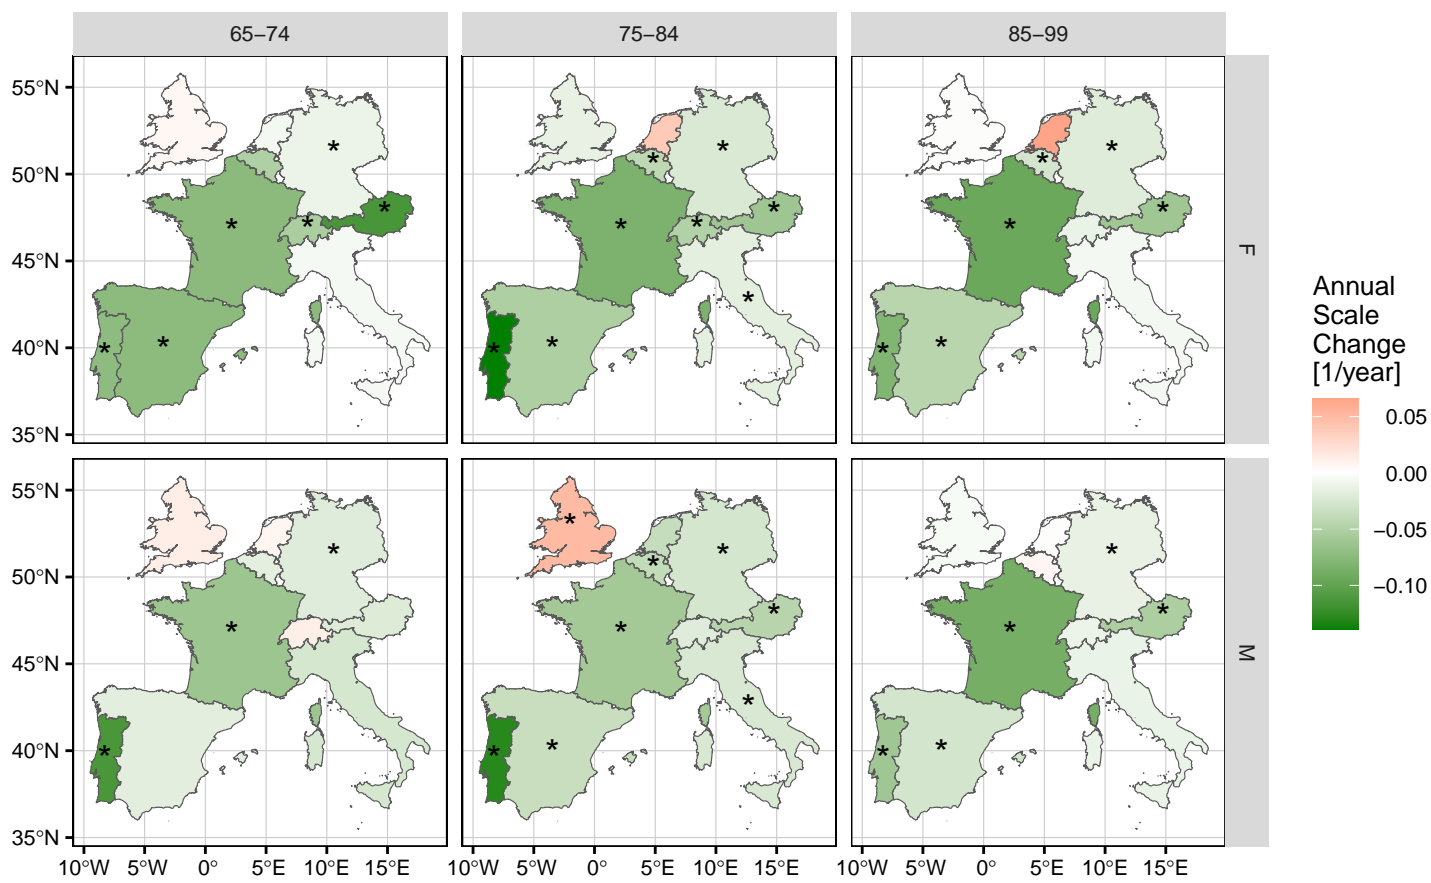 65−74 75−84 85−99
55°N
50°N
45°N
40°N
35°N
F
* * * * * *
* * * * * * * *
* * * * * *
55°N
50°N
45°N
40°N
35°N
M
* * *
* * * * * * * *
* * * * *
10°W 5°W 0° 5°E 10°E 15°E
10°W 5°W 0° 5°E 10°E 15°E
10°W 5°W 0° 5°E 10°E 15°E
Annual
Scale
Change
[1/year]
0.05
0.00
−0.05
−0.10